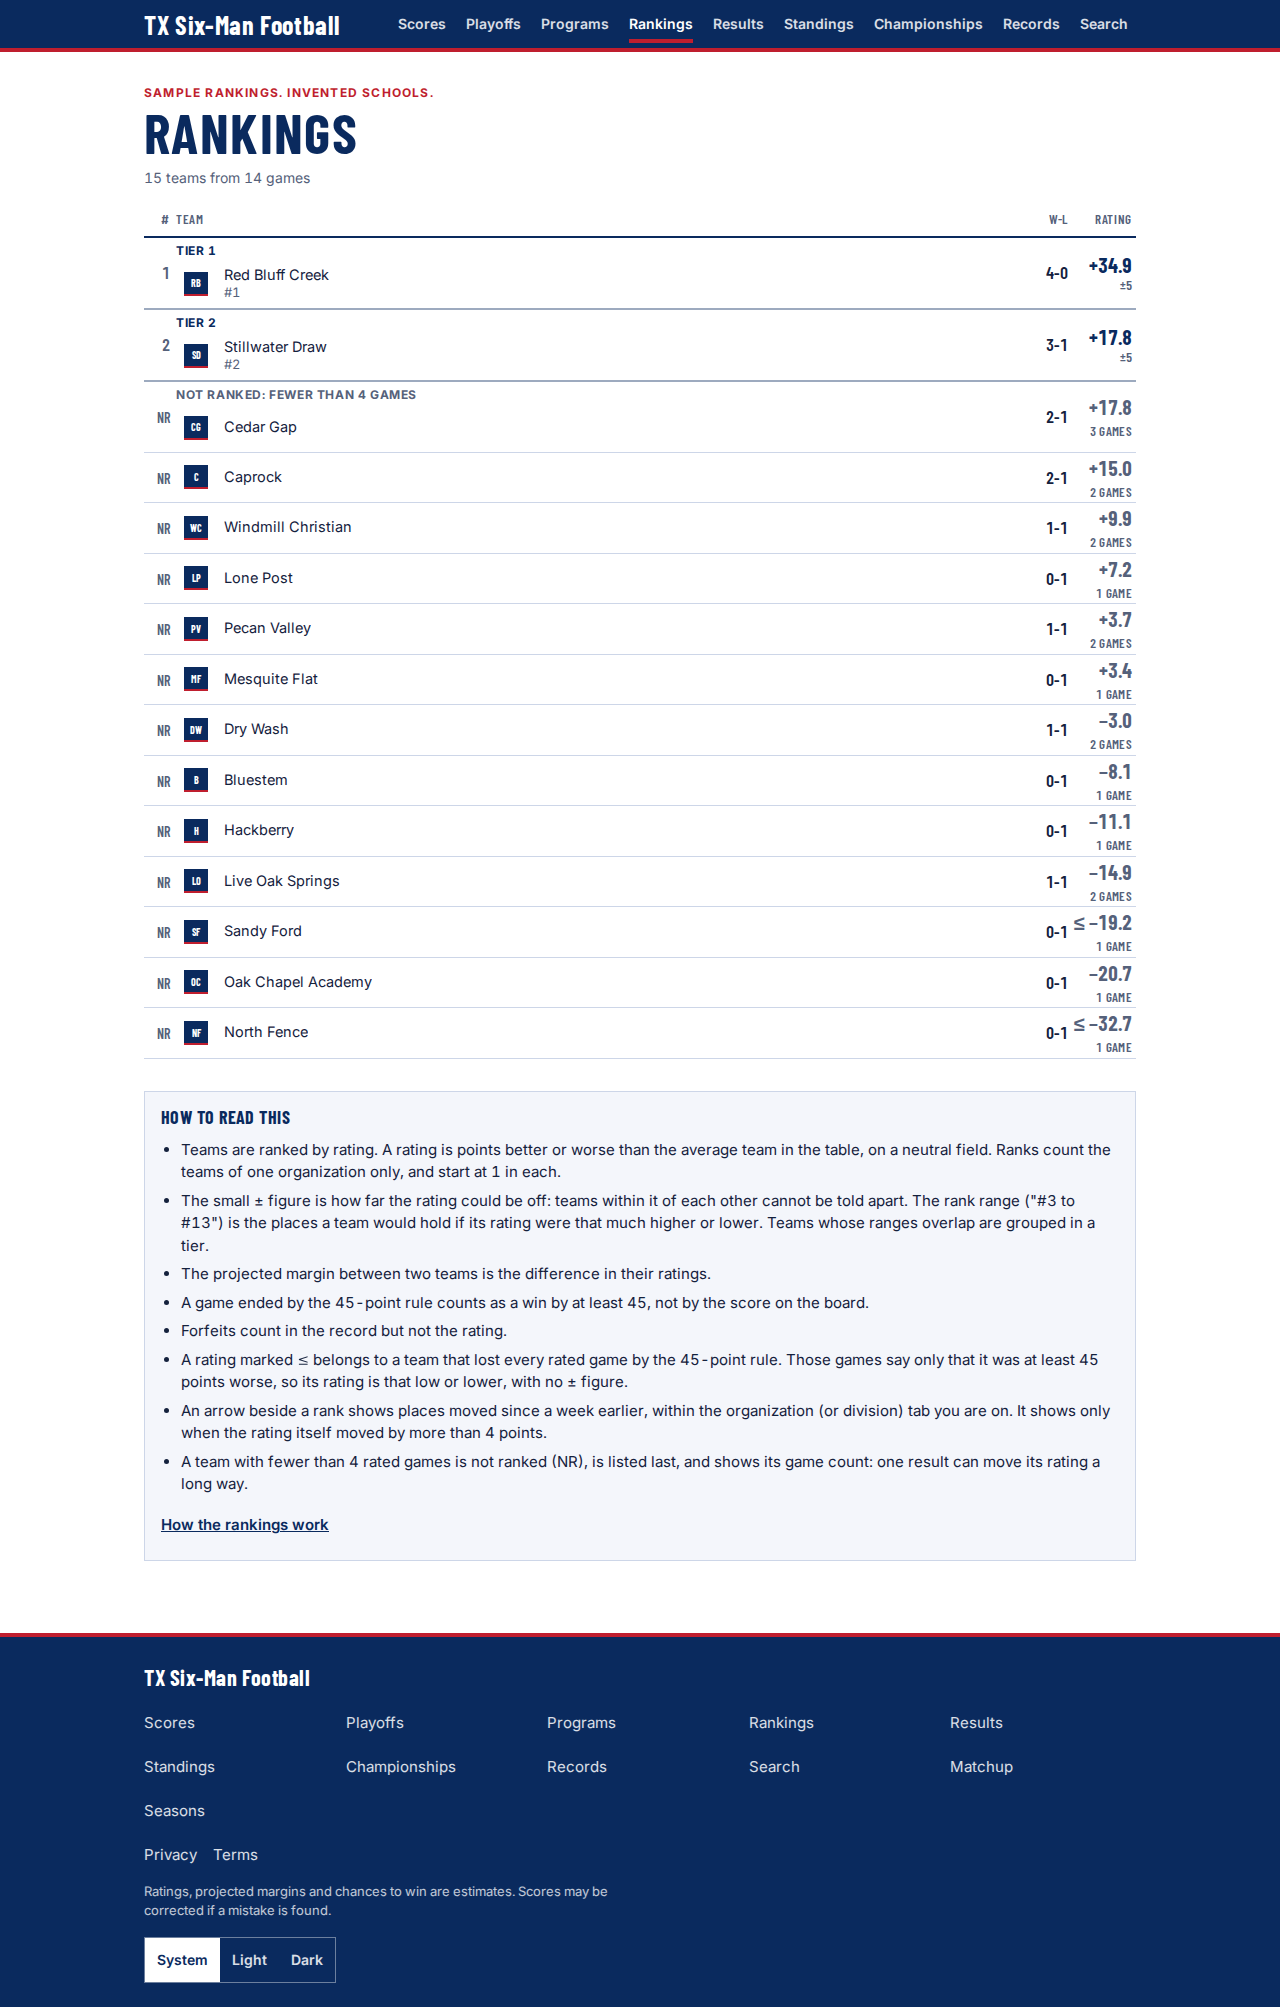 TX Six-Man Football
Scores Playoffs Programs Rankings Results Standings Championships Records Search
SAMPLE RANKINGS. INVENTED SCHOOLS.
RANKINGS
15 teams from 14 games
# TEAM W-L RATING
TIER 1
1 RB Red Bluff Creek 4-0 +34.9
#1 ±5
TIER 2
2 SD Stillwater Draw 3-1 +17.8
#2 ±5
NOT RANKED: FEWER THAN 4 GAMES
NR CG Cedar Gap 2-1 +17.8
3 GAMES
NR C Caprock 2-1 +15.0
2 GAMES
NR WC Windmill Christian 1-1 +9.9
2 GAMES
NR LP Lone Post 0-1 +7.2
1 GAME
NR PV Pecan Valley 1-1 +3.7
2 GAMES
NR MF Mesquite Flat 0-1 +3.4
1 GAME
NR DW Dry Wash 1-1 −3.0
2 GAMES
NR B Bluestem 0-1 −8.1
1 GAME
NR H Hackberry 0-1 −11.1
1 GAME
NR LO Live Oak Springs 1-1 −14.9
2 GAMES
NR SF Sandy Ford 0-1 ≤ −19.2
1 GAME
NR OC Oak Chapel Academy 0-1 −20.7
1 GAME
NR NF North Fence 0-1 ≤ −32.7
1 GAME
HOW TO READ THIS
• Teams are ranked by rating. A rating is points better or worse than the average team in the table, on a neutral field. Ranks count the
teams of one organization only, and start at 1 in each.
• The small ± figure is how far the rating could be off: teams within it of each other cannot be told apart. The rank range ("#3 to
#13") is the places a team would hold if its rating were that much higher or lower. Teams whose ranges overlap are grouped in a
tier.
• The projected margin between two teams is the difference in their ratings.
• A game ended by the 45-point rule counts as a win by at least 45, not by the score on the board.
• Forfeits count in the record but not the rating.
• A rating marked ≤ belongs to a team that lost every rated game by the 45-point rule. Those games say only that it was at least 45
points worse, so its rating is that low or lower, with no ± figure.
• An arrow beside a rank shows places moved since a week earlier, within the organization (or division) tab you are on. It shows only
when the rating itself moved by more than 4 points.
• A team with fewer than 4 rated games is not ranked (NR), is listed last, and shows its game count: one result can move its rating a
long way.
How the rankings work
TX Six-Man Football
Scores Playoffs Programs Rankings Results
Standings Championships Records Search Matchup
Seasons
Privacy Terms
Ratings, projected margins and chances to win are estimates. Scores may be
corrected if a mistake is found.
System Light Dark